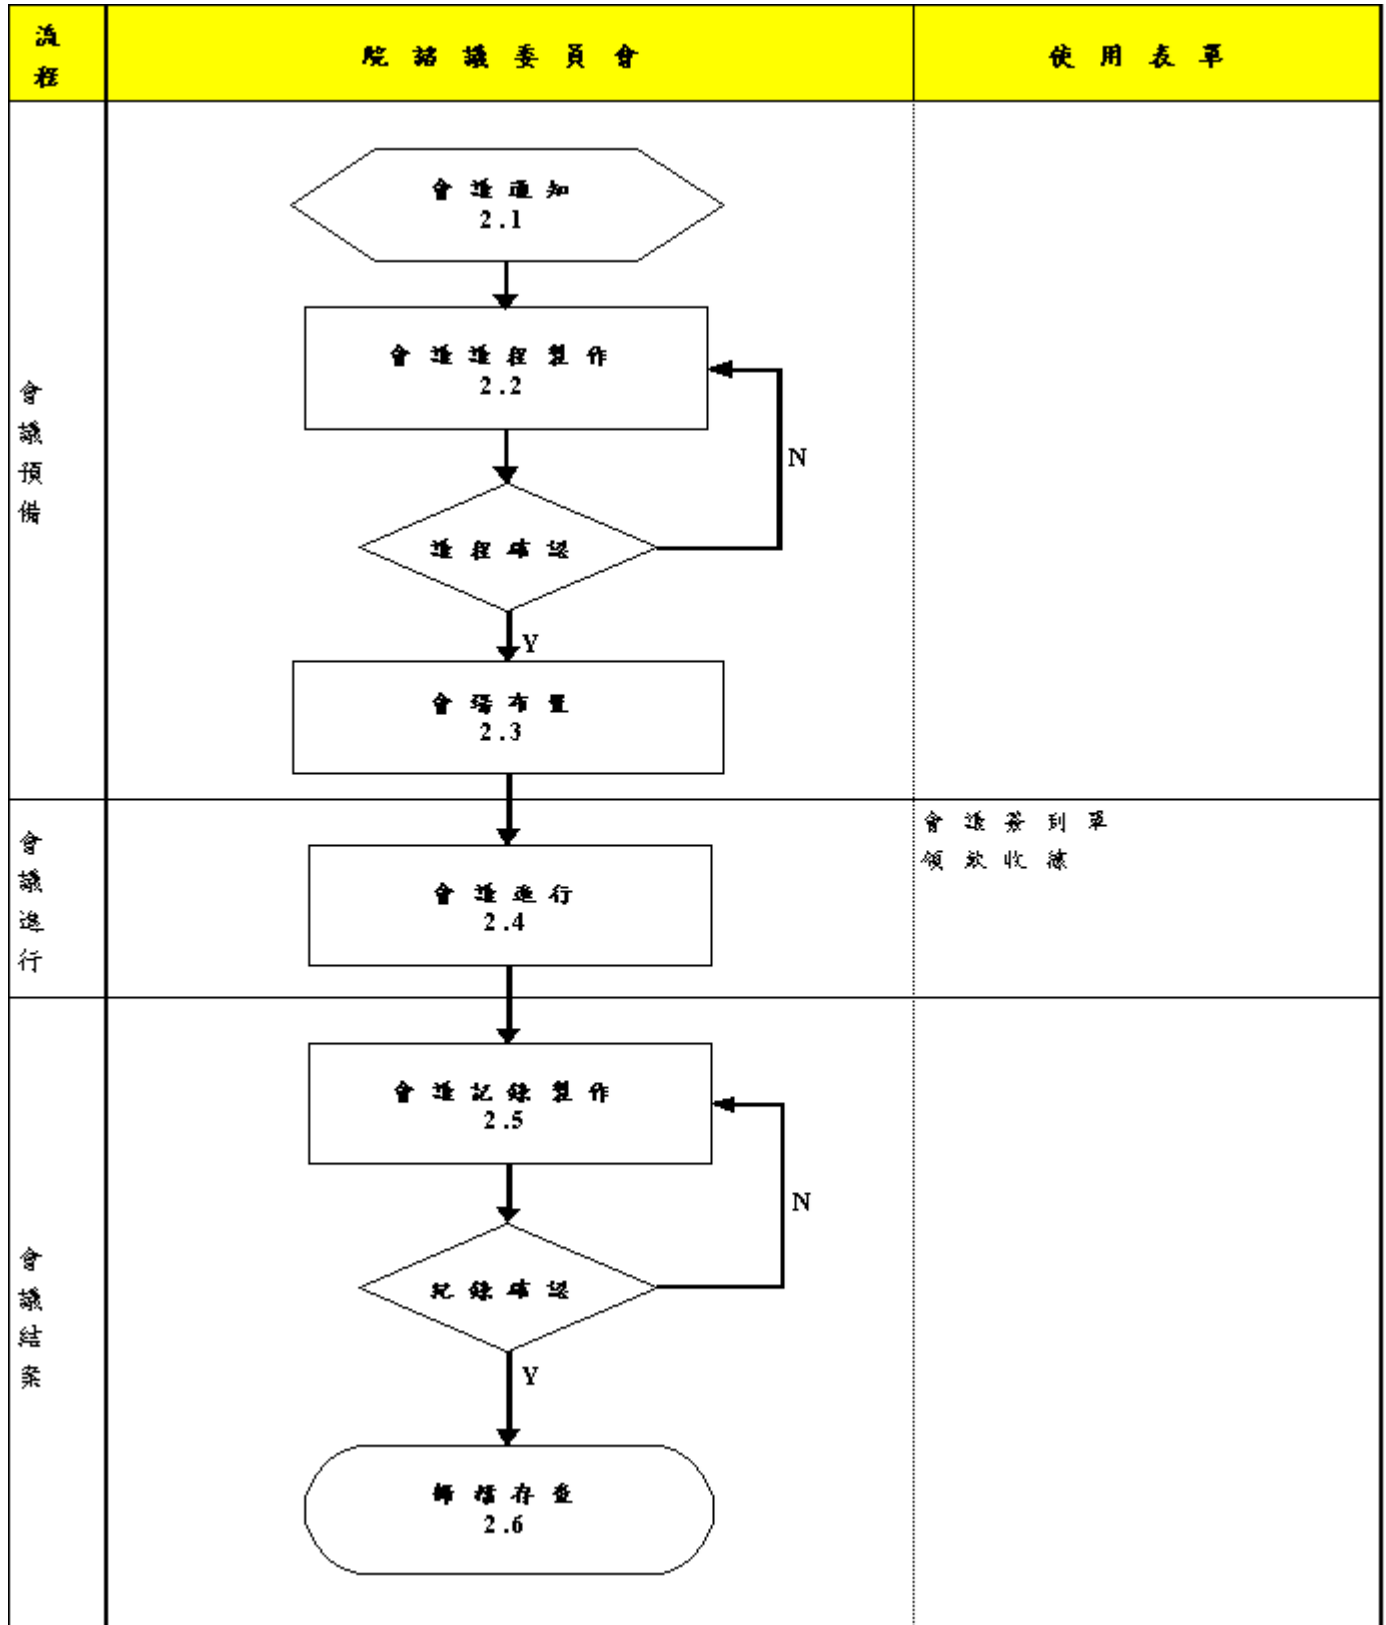 流程
院諮議委員會
使用表單
會議預備
會議通知
2.1
會議議程製作
2.2
N
議程確認
Y
會場布置
2.3
會議進行
會議簽到單
領款收據
會議進行
2.4
會議結案
會議記錄製作
2.5
N
紀錄確認
Y
歸檔存查
2.6